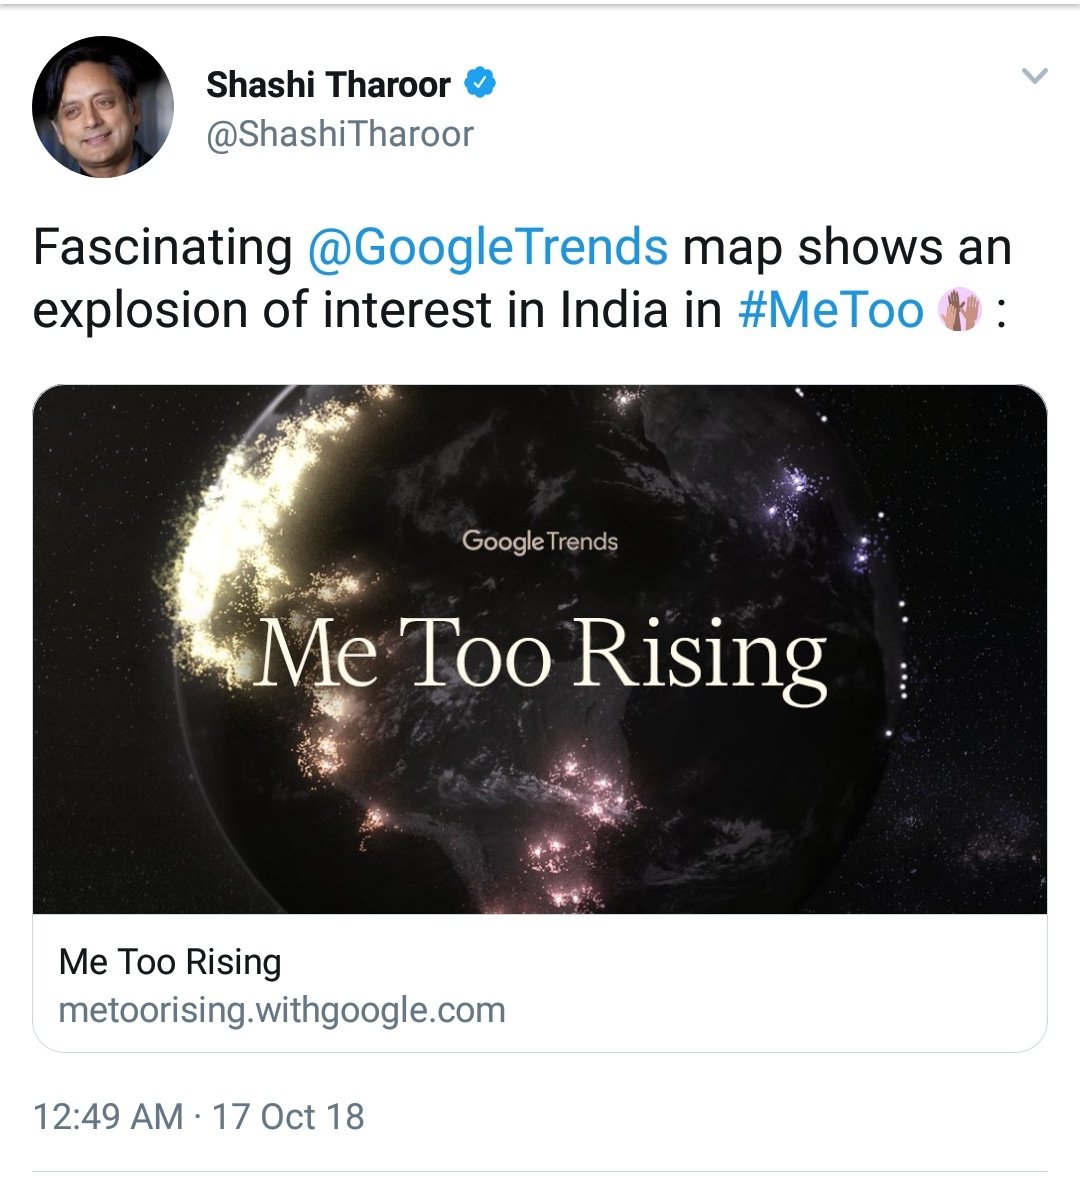 Shashi Tharoor
@ShashiTharoor
Fascinating @GoogleTrends map shows an
explosion of interest in India in #MeToo :
Google Trends
Me Too Rising
Me Too Rising
metoorising.withgoogle.com
12:49 AM · 17 Oct 18